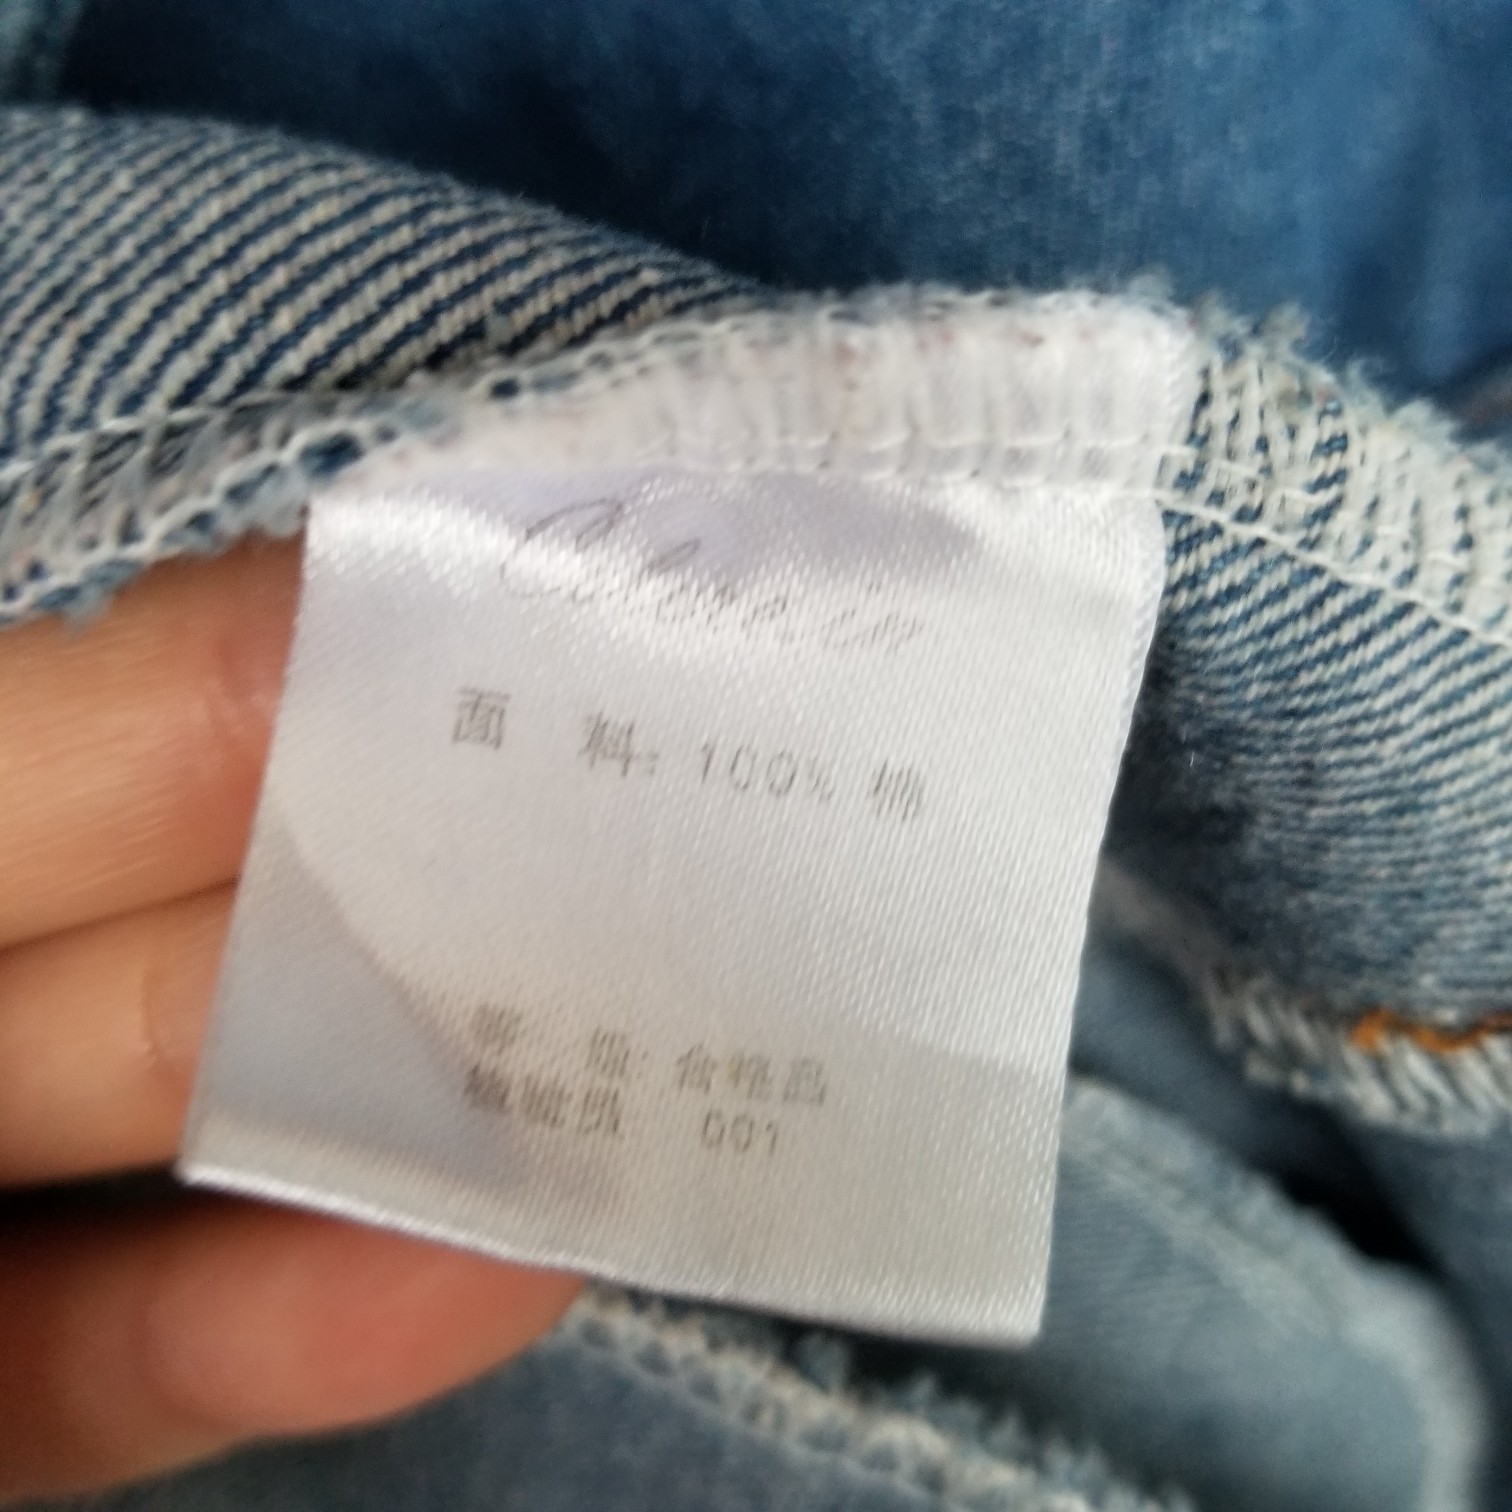 面 料: 100% 棉
等 级: 合格品
检验员 001